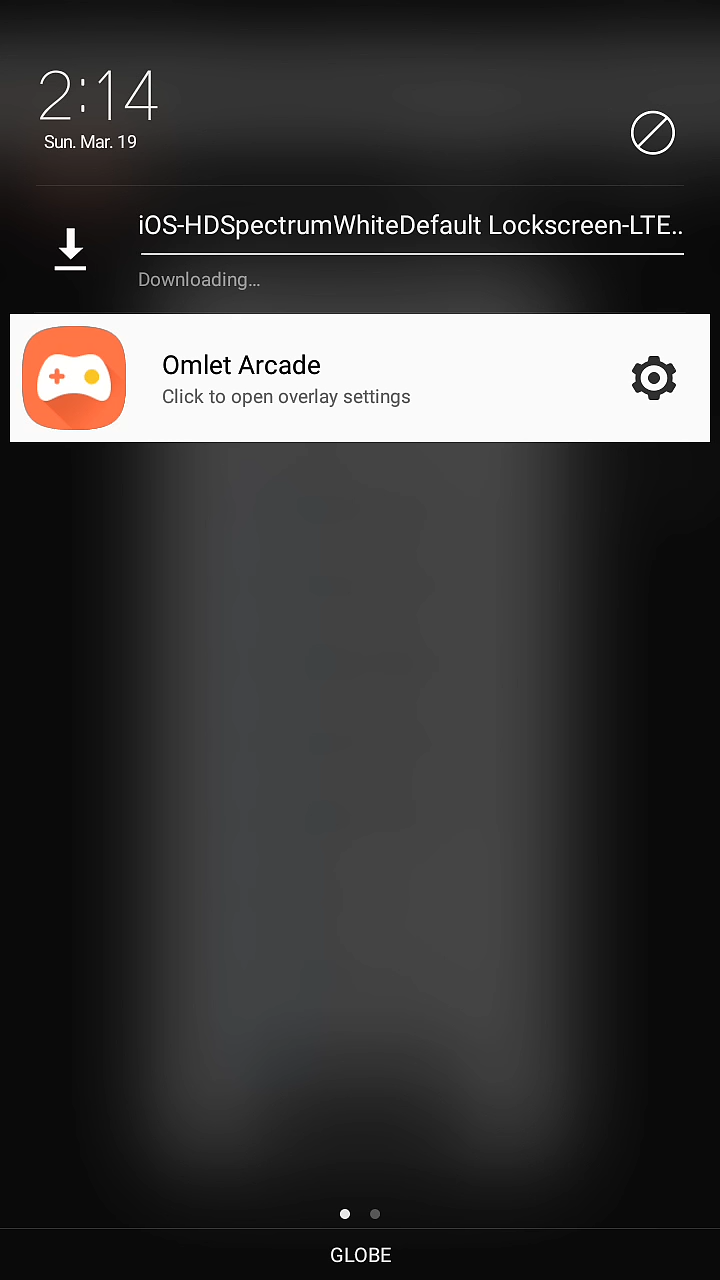 2:14
Sun. Mar. 19
iOS-HDSpectrumWhiteDefault Lockscreen-LTE..
Downloading...
Omlet Arcade
Click to open overlay settings
GLOBE